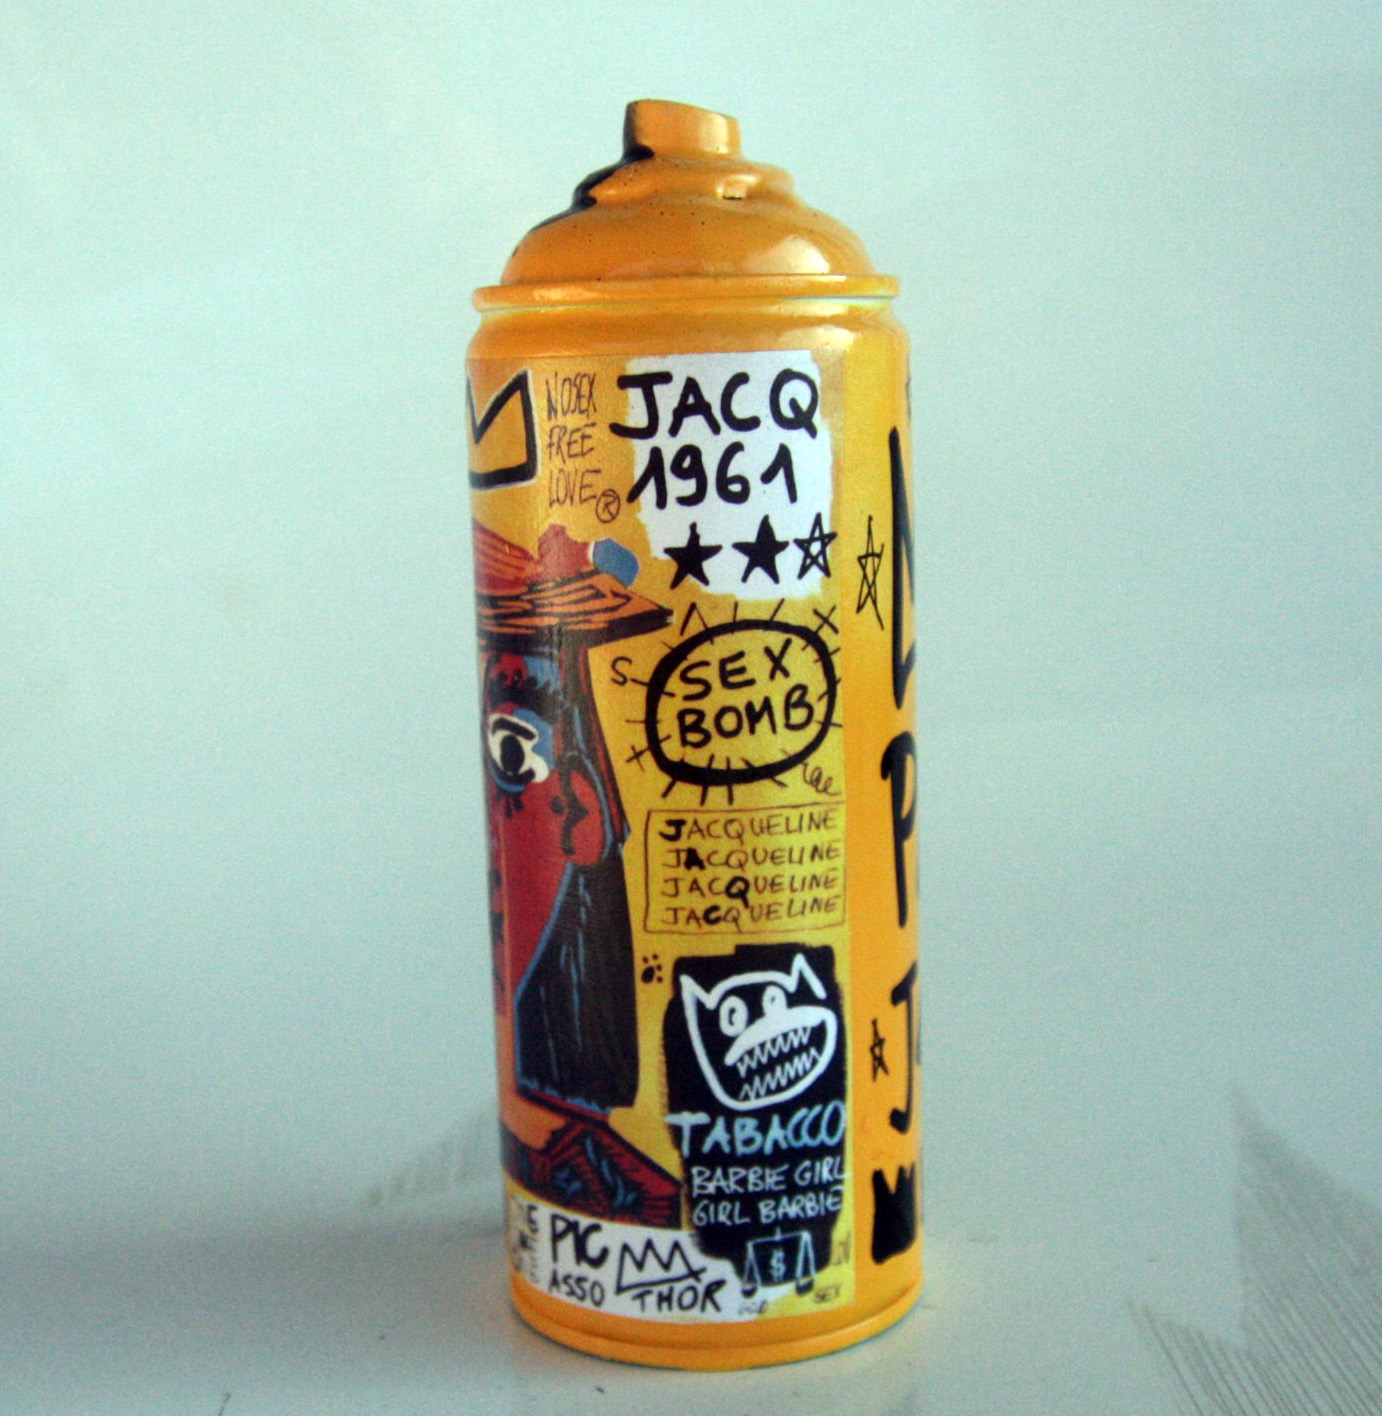 NOSEX
FREE
LOVE ®
JACQ
1961
S
SEX
BOMB
JACQUELINE
JACQUELINE
JACQUELINE
JACQUELINE
TABACCO
BARBIE GIRL
GIRL BARBIE
PIC
ASSO
THOR
$
SEX
P
J